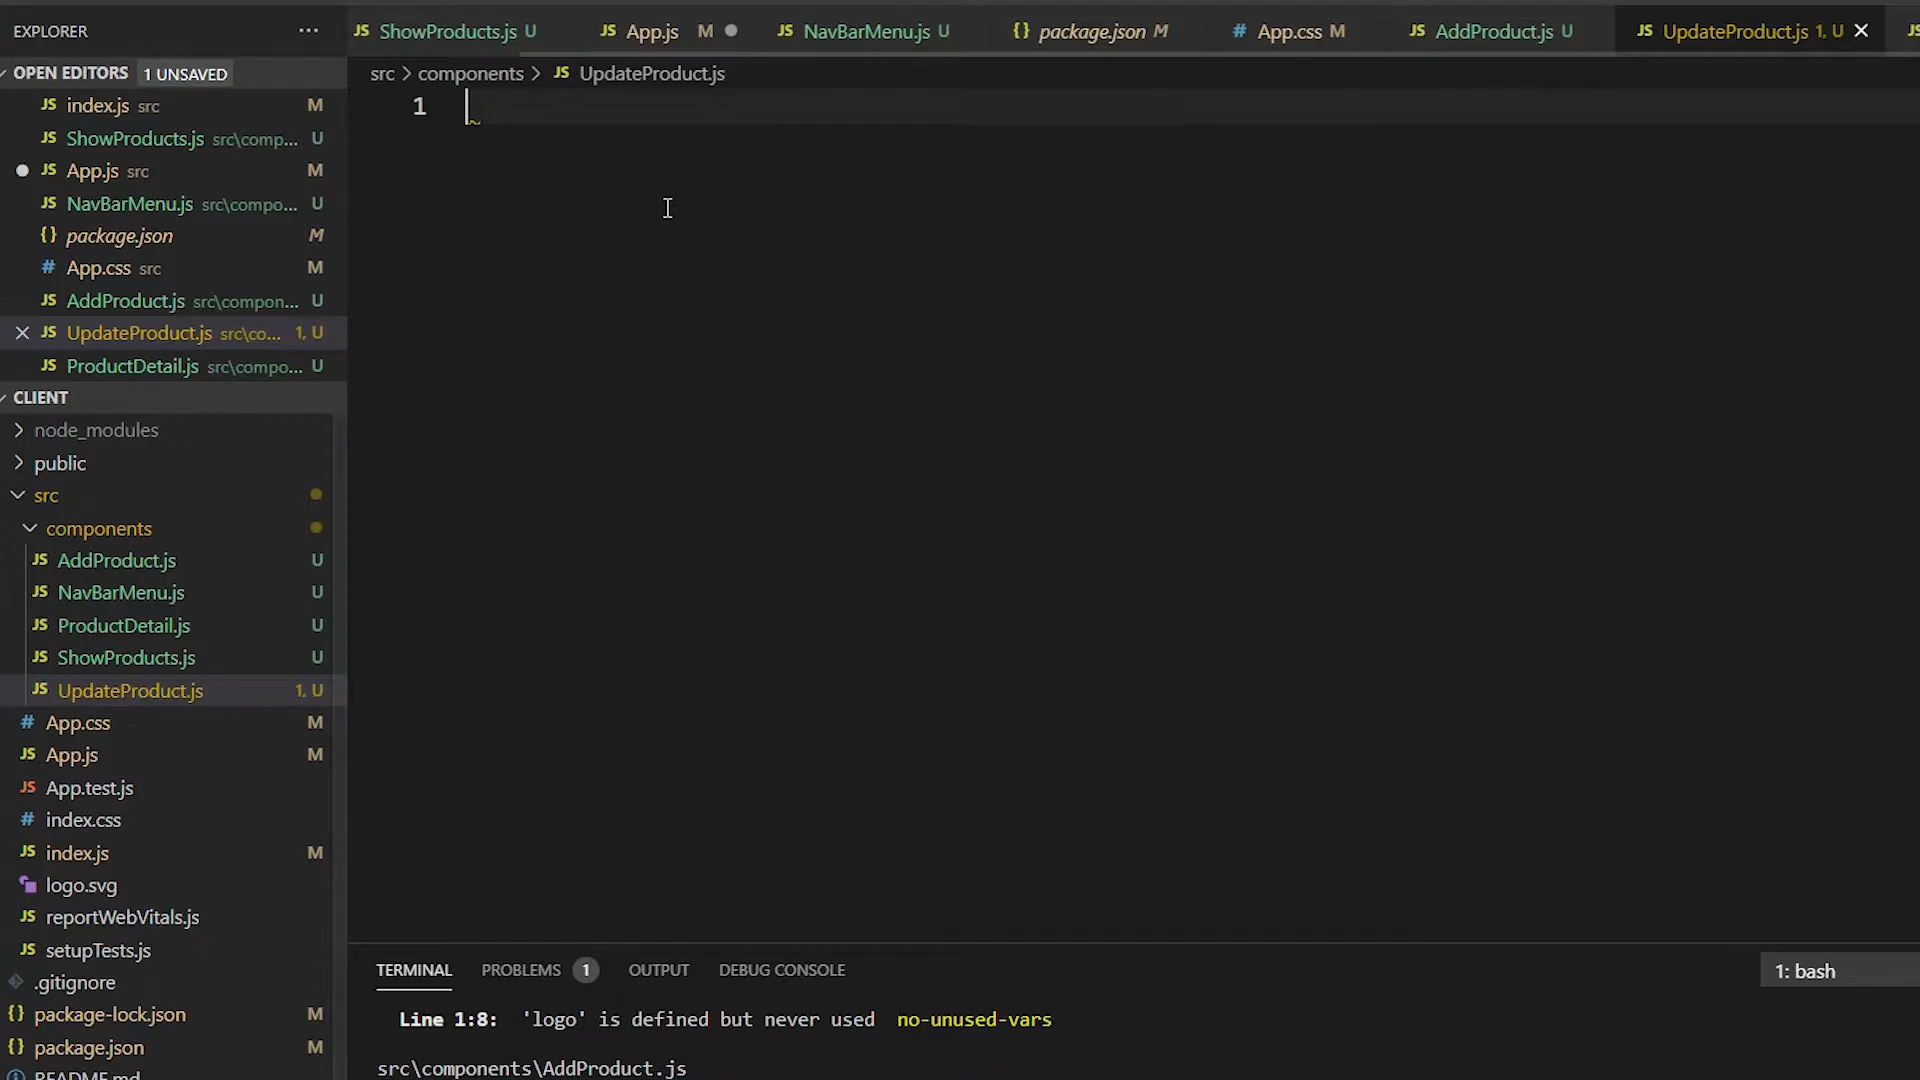 EXPLORER ...
OPEN EDITORS 1 UNSAVED
JS index.js src M
JS ShowProducts.js src\comp... U
JS App.js src M
JS NavBarMenu.js src\compo... U
{} package.json M
# App.css src M
JS AddProduct.js src\compon... U
JS UpdateProduct.js src\co... 1, U
JS ProductDetail.js src\compo... U
CLIENT
node_modules
public
src
components
JS AddProduct.js U
JS NavBarMenu.js U
JS ProductDetail.js U
JS ShowProducts.js U
JS UpdateProduct.js 1, U
# App.css M
JS App.js M
JS App.test.js
# index.css
JS index.js M
logo.svg
JS reportWebVitals.js
JS setupTests.js
.gitignore
{} package-lock.json M
{} package.json M
README.md
JS ShowProducts.js U JS App.js M JS NavBarMenu.js U {} package.json M # App.css M JS AddProduct.js U JS UpdateProduct.js 1, U JS
src > components > JS UpdateProduct.js
1
TERMINAL PROBLEMS 1 OUTPUT DEBUG CONSOLE 1: bash
Line 1:8: 'logo' is defined but never used no-unused-vars
src\components\AddProduct.js